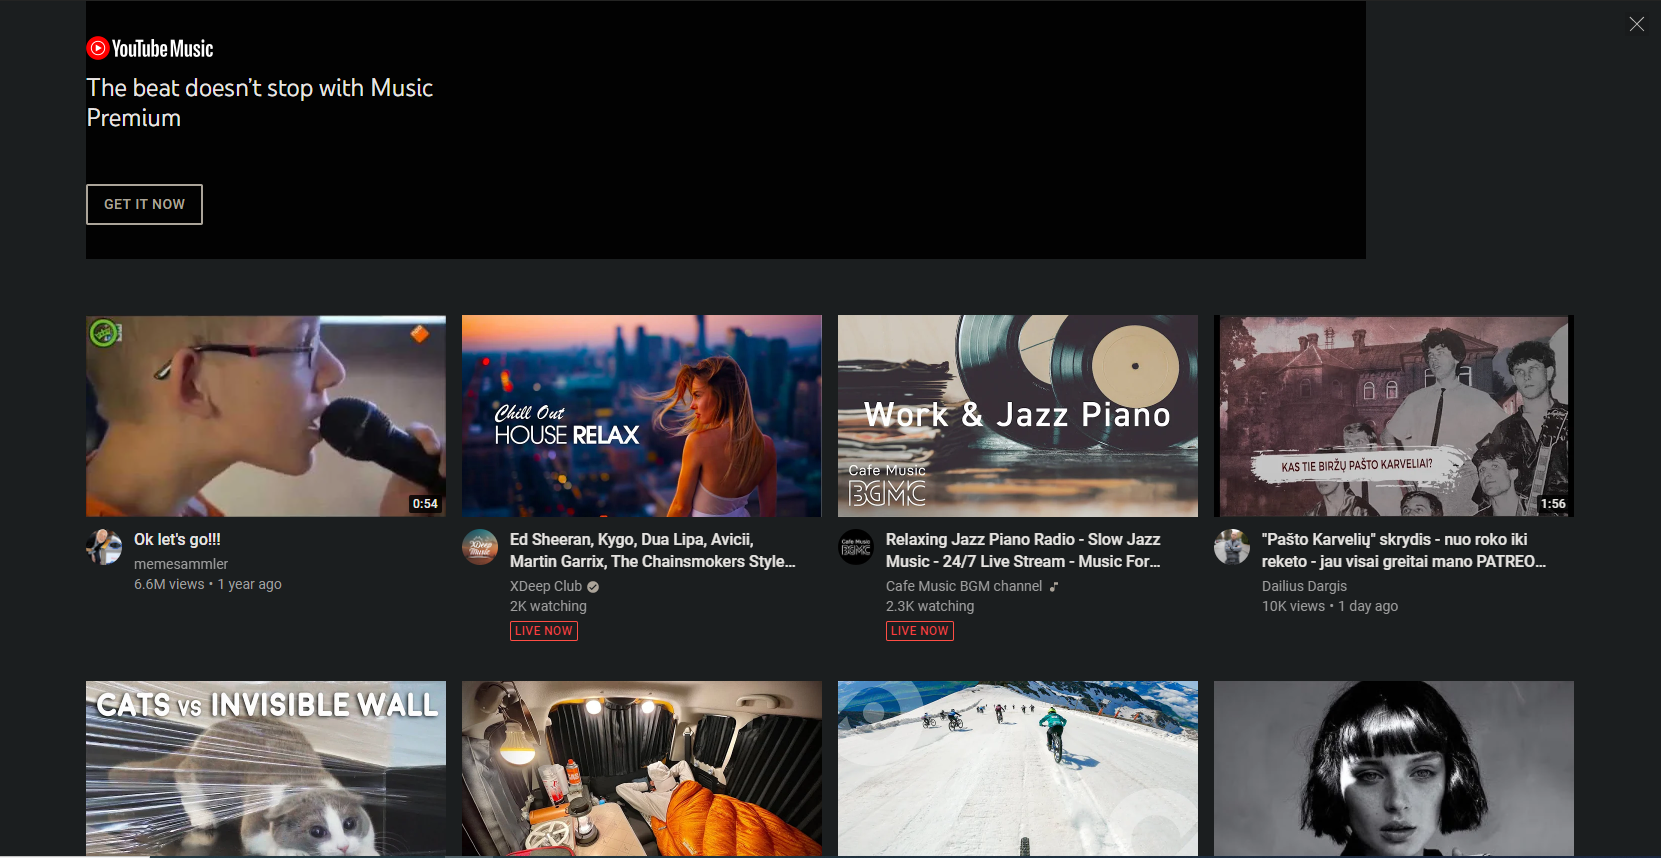 YouTube Music
The beat doesn't stop with Music
Premium
GET IT NOW
0:54
Chill Out
HOUSE RELAX
Work & Jazz Piano
Cafe Music
BGMC
KAS TIE BIRŽŲ PAŠTO KARVELIAI?
1:56
Ok let's go!!!
memesammler
6.6M views • 1 year ago
XDeep
Music
Ed Sheeran, Kygo, Dua Lipa, Avicii,
Martin Garrix, The Chainsmokers Style...
XDeep Club
2K watching
LIVE NOW
Cafe Music
BGMC
Relaxing Jazz Piano Radio - Slow Jazz
Music - 24/7 Live Stream - Music For...
Cafe Music BGM channel
2.3K watching
LIVE NOW
"Pašto Karvelių" skrydis - nuo roko iki
reketo - jau visai greitai mano PATREO...
Dailius Dargis
10K views • 1 day ago
CATS vs INVISIBLE WALL